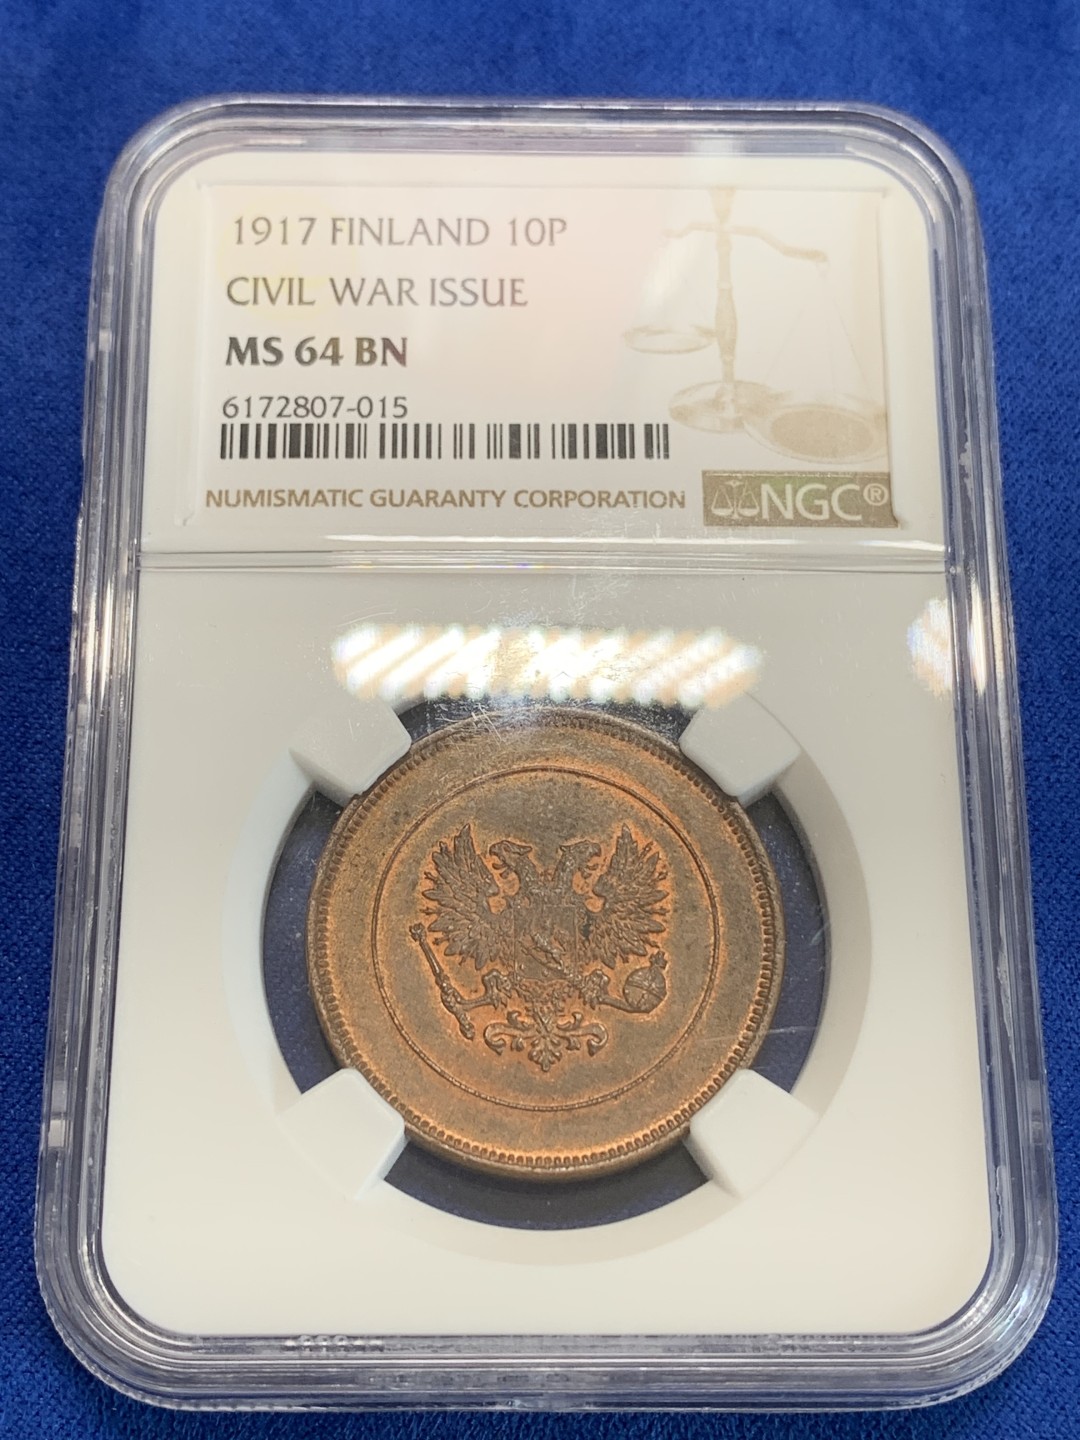 1917 FINLAND 10P
CIVIL WAR ISSUE
MS 64 BN
6172807-015
NUMISMATIC GUARANTY CORPORATION NGC®